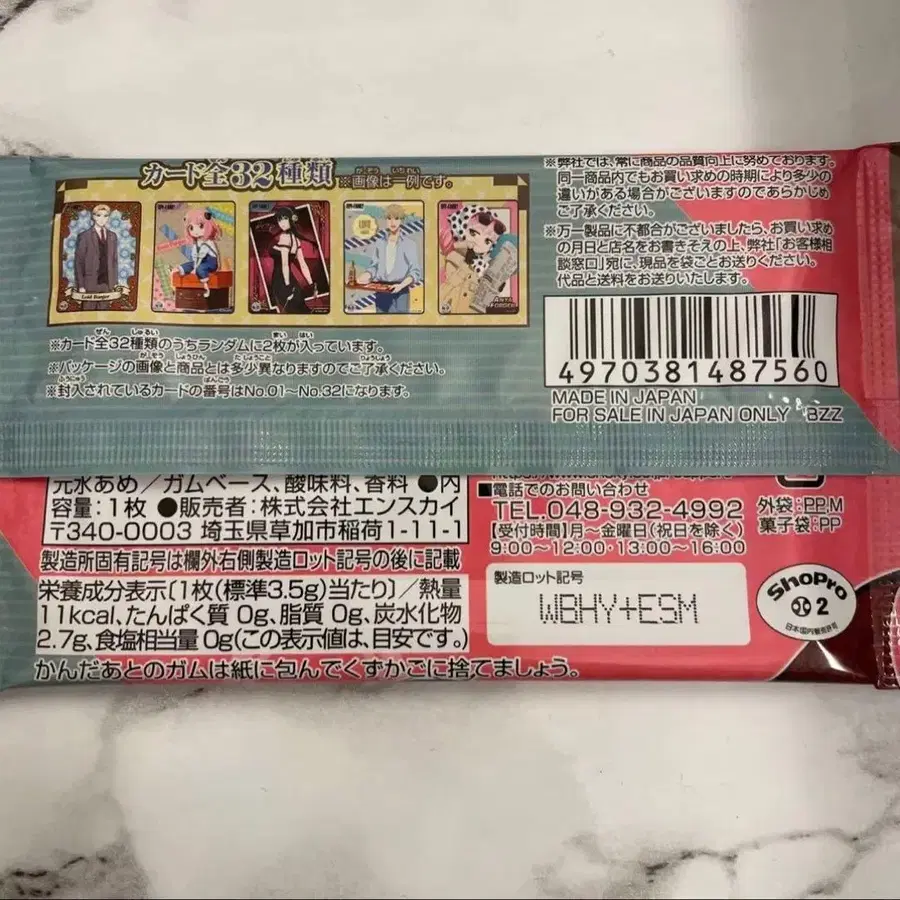 カード全32種類 ※画像は一例です。
Loid Forger
ANYA FORGER
※カード全32種類のうちランダムに2枚が入っています。
※パッケージの画像と商品とは多少異なりますのでご了承ください。
※封入されているカードの番号はNo.01〜No.32になります。
※弊社では、常に商品の品質向上に努めております。
同一商品内でもお買い求めの時期により多少の
違いがある場合がございますのであらかじめ
ご了承ください。
※万一製品に不都合がございましたら、お買い求め
の月日と店名をお書きそえの上、弊社「お客様相
談窓口」宛に、現品を袋ごとお送りください。
代品と送料をお送りいたします。
4970381487560
MADE IN JAPAN
FOR SALE IN JAPAN ONLY BZZ
元水あめ／ガムベース、酸味料、香料 ●内
容量：1枚 ●販売者：株式会社エンスカイ
〒340-0003 埼玉県草加市稲荷1-11-1
製造所固有記号は欄外右側製造ロット記号の後に記載
栄養成分表示〔1枚(標準3.5g)当たり〕／熱量
11kcal、たんぱく質 0g、脂質 0g、炭水化物
2.7g、食塩相当量 0g(この表示値は、目安です。)
かんだあとのガムは紙に包んでくずかごに捨てましょう。
■電話でのお問い合わせ
TEL.048-932-4992
【受付時間】月〜金曜日(祝日を除く)
9:00〜12:00・13:00〜16:00
外袋：PP,M
菓子袋：PP
製造ロット記号
WBHY+ESM
ShoPro
2
日本国内販売許可